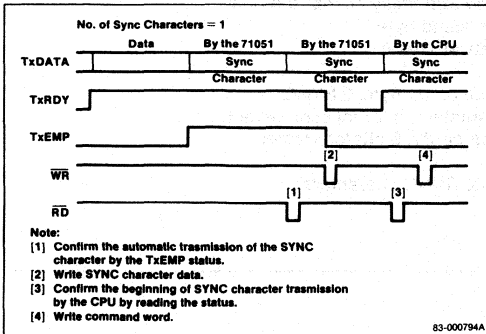 No. of Sync Characters = 1
Data By the 71051 By the 71051 By the CPU
TxDATA Sync Sync Sync
Character Character Character
TxRDY
TxEMP
[2] [4]
WR
[1] [3]
RD
Note:
[1] Confirm the automatic trasmission of the SYNC
character by the TxEMP status.
[2] Write SYNC character data.
[3] Confirm the beginning of SYNC character trasmission
by the CPU by reading the status.
[4] Write command word.
83-000794A